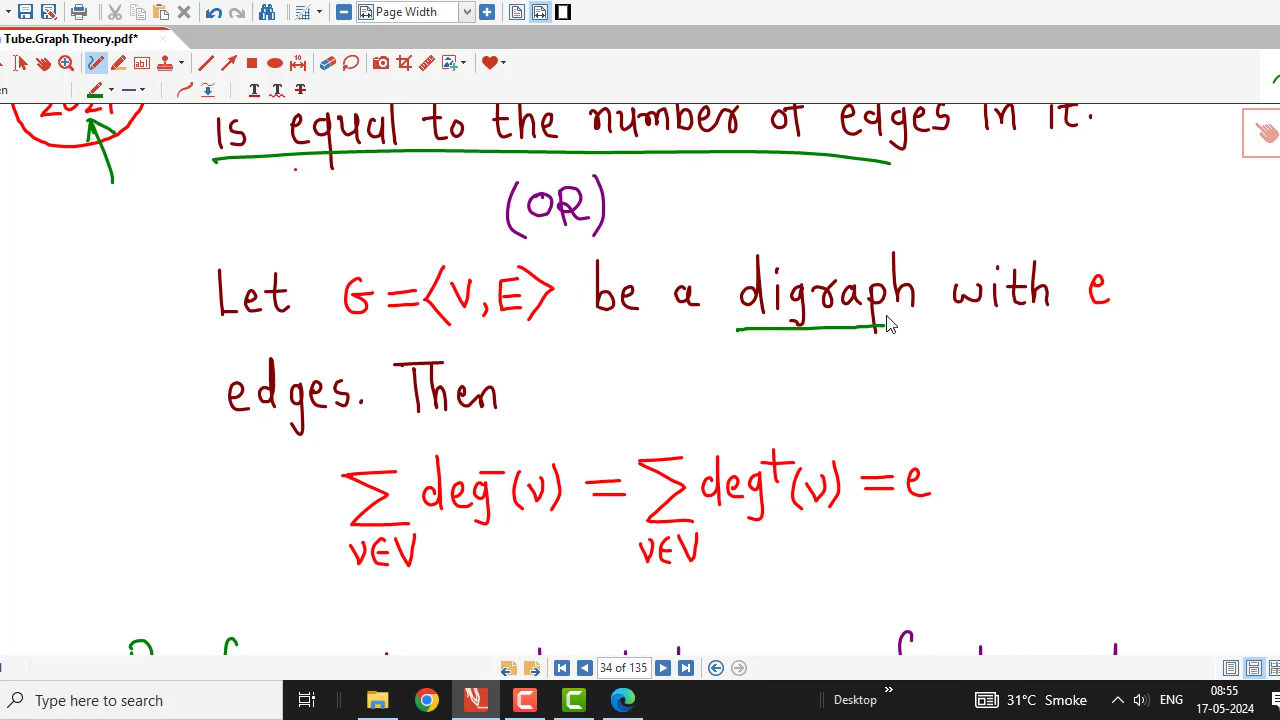 Page Width
Tube.Graph Theory.pdf*
2021
is equal to the number of edges in it.
(OR)
Let G=<V,E> be a digraph with e
edges. Then
∑ deg⁻(v) = ∑ deg⁺(v) = e
v∈V v∈V
34 of 135
Type here to search
Desktop
31°C Smoke
ENG
08:55
17-05-2024